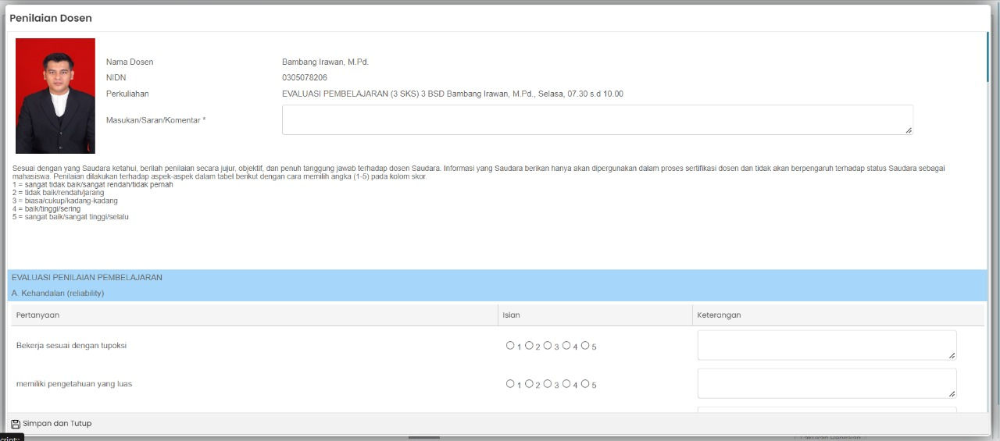 Penilaian Dosen
Nama Dosen Bambang Irawan, M.Pd.
NIDN 0305078206
Perkuliahan EVALUASI PEMBELAJARAN (3 SKS) 3 BSD Bambang Irawan, M.Pd., Selasa, 07.30 s.d 10.00
Masukan/Saran/Komentar *
Sesuai dengan yang Saudara ketahui, berilah penilaian secara jujur, objektif, dan penuh tanggung jawab terhadap dosen Saudara. Informasi yang Saudara berikan hanya akan dipergunakan dalam proses sertifikasi dosen dan tidak akan berpengaruh terhadap status Saudara sebagai
mahasiswa. Penilaian dilakukan terhadap aspek-aspek dalam tabel berikut dengan cara memilih angka (1-5) pada kolom skor.
1 = sangat tidak baik/sangat rendah/tidak pernah
2 = tidak baik/rendah/jarang
3 = biasa/cukup/kadang-kadang
4 = baik/tinggi/sering
5 = sangat baik/sangat tinggi/selalu
EVALUASI PENILAIAN PEMBELAJARAN
A. Kehandalan (reliability)
Pertanyaan Isian Keterangan
Bekerja sesuai dengan tupoksi 1 2 3 4 5
memiliki pengetahuan yang luas 1 2 3 4 5
Simpan dan Tutup